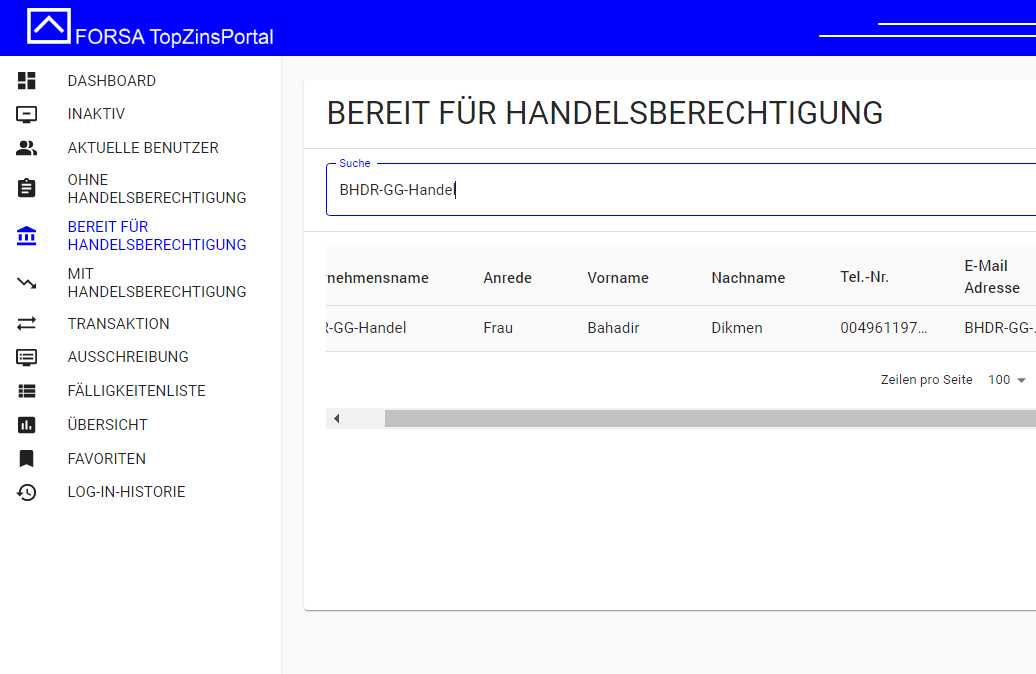 FORSA TopZinsPortal
DASHBOARD
INAKTIV
AKTUELLE BENUTZER
OHNE
HANDELSBERECHTIGUNG
BEREIT FÜR
HANDELSBERECHTIGUNG
MIT
HANDELSBERECHTIGUNG
TRANSAKTION
AUSSCHREIBUNG
FÄLLIGKEITENLISTE
ÜBERSICHT
FAVORITEN
LOG-IN-HISTORIE
BEREIT FÜR HANDELSBERECHTIGUNG
Suche
BHDR-GG-Handel
nehmensname Anrede Vorname Nachname Tel.-Nr. E-Mail
Adresse
-GG-Handel Frau Bahadir Dikmen 004961197... BHDR-GG-.
Zeilen pro Seite 100